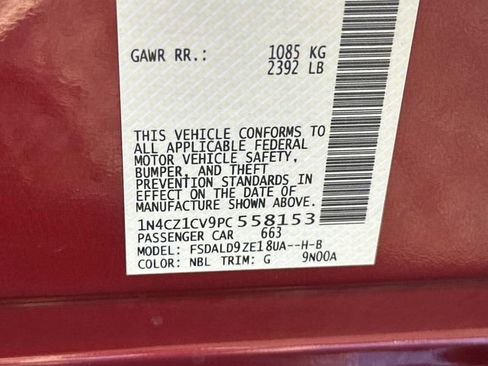 GAWR RR.: 1085 KG
2392 LB
THIS VEHICLE CONFORMS TO
ALL APPLICABLE FEDERAL
MOTOR VEHICLE SAFETY,
BUMPER, AND THEFT
PREVENTION STANDARDS IN
EFFECT ON THE DATE OF
MANUFACTURE SHOWN ABOVE.
1N4CZ1CV9PC558153
PASSENGER CAR 663
MODEL: FSDALD9ZE18UA--H-B
COLOR: NBL TRIM: G 9N00A